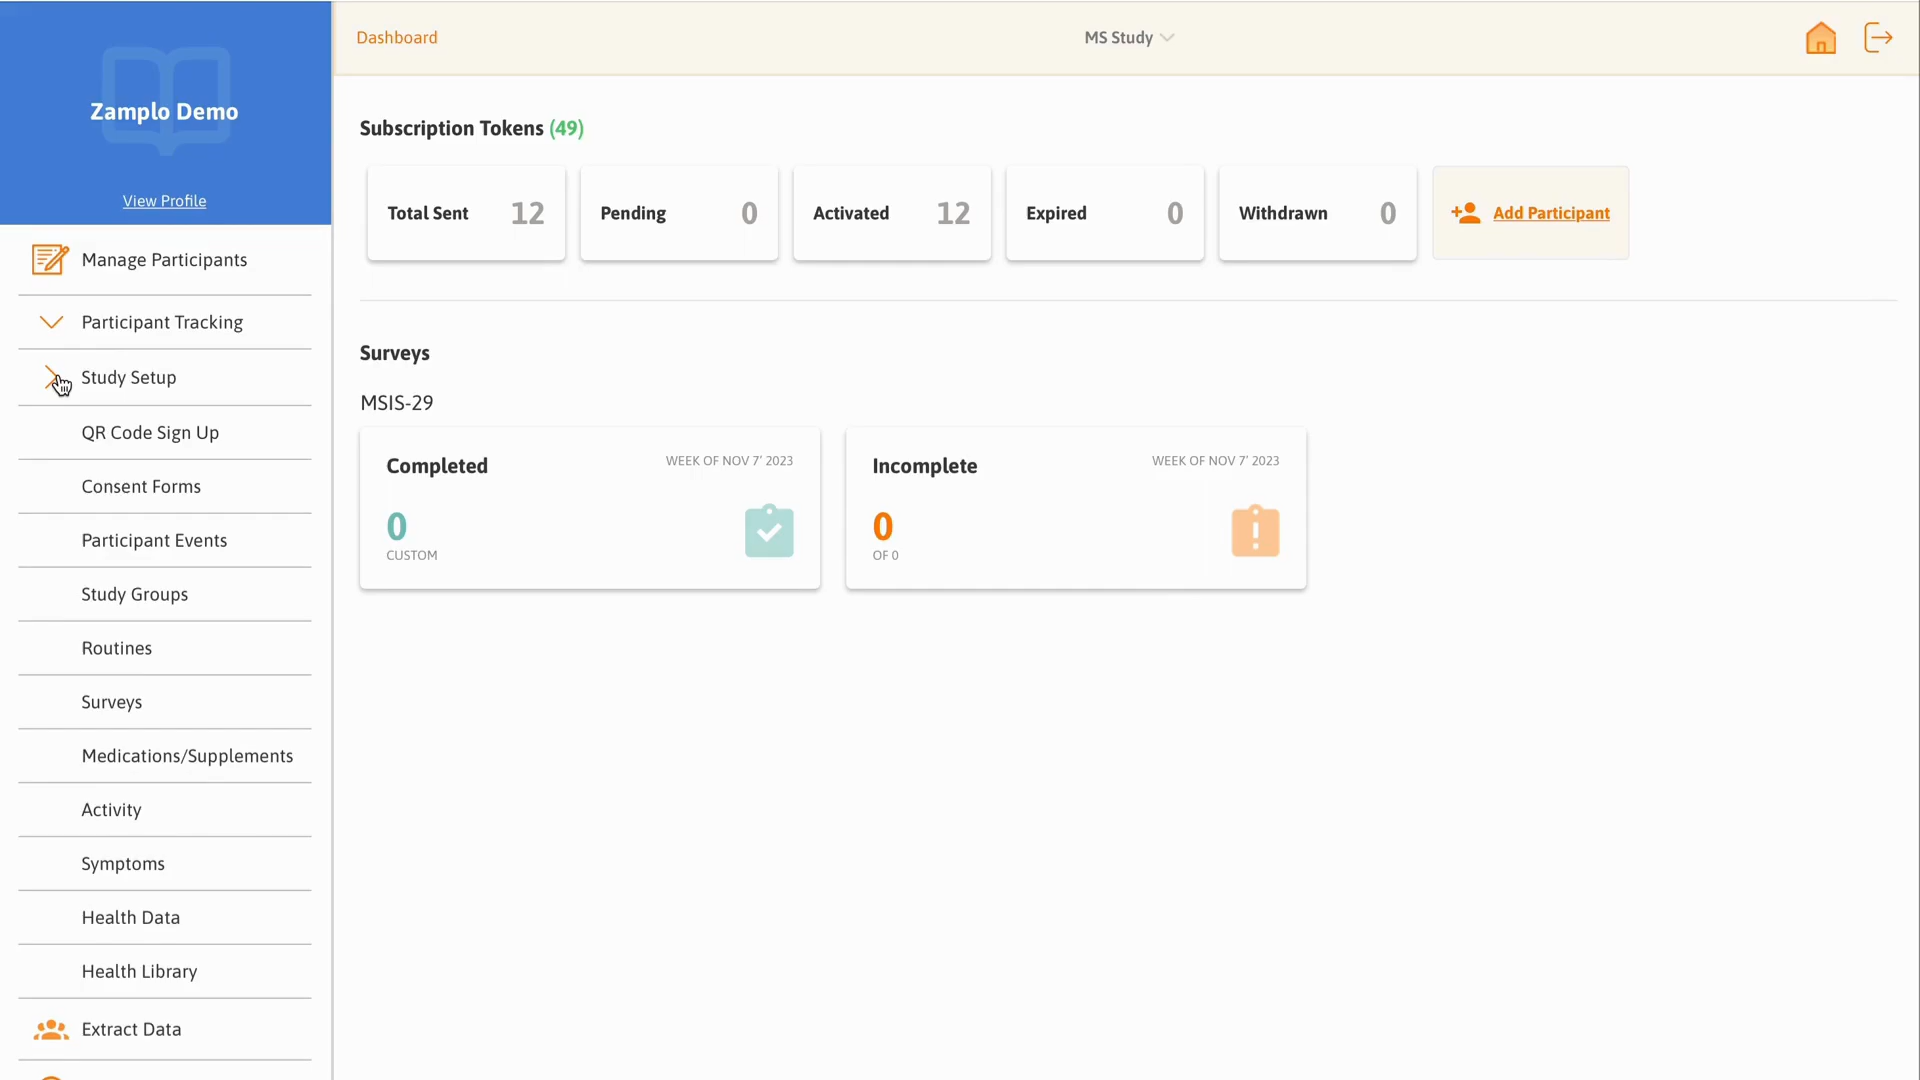 Zamplo Demo
View Profile
Manage Participants
Participant Tracking
Study Setup
QR Code Sign Up
Consent Forms
Participant Events
Study Groups
Routines
Surveys
Medications/Supplements
Activity
Symptoms
Health Data
Health Library
Extract Data
Dashboard
MS Study
Subscription Tokens (49)
Total Sent 12
Pending 0
Activated 12
Expired 0
Withdrawn 0
Add Participant
Surveys
MSIS-29
Completed WEEK OF NOV 7' 2023
0
CUSTOM
Incomplete WEEK OF NOV 7' 2023
0
OF 0